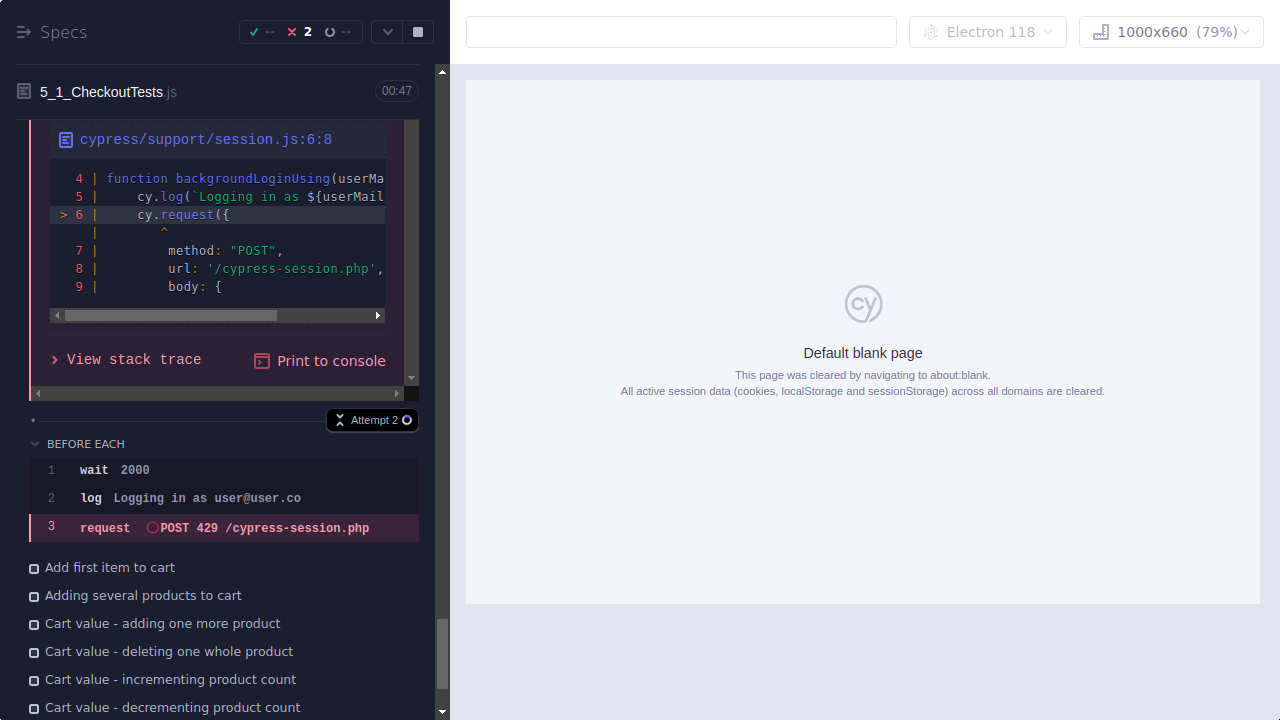 Specs
--
2
--
Electron 118
1000x660 (79%)
5_1_CheckoutTests.js
00:47
cypress/support/session.js:6:8
4 | function backgroundLoginUsing(userMa
5 | cy.log(`Logging in as ${userMail
> 6 | cy.request({
| ^
7 | method: "POST",
8 | url: '/cypress-session.php',
9 | body: {
View stack trace
Print to console
Attempt 2
BEFORE EACH
1 wait 2000
2 log Logging in as user@user.co
3 request POST 429 /cypress-session.php
Add first item to cart
Adding several products to cart
Cart value - adding one more product
Cart value - deleting one whole product
Cart value - incrementing product count
Cart value - decrementing product count
cy
Default blank page
This page was cleared by navigating to about:blank.
All active session data (cookies, localStorage and sessionStorage) across all domains are cleared.